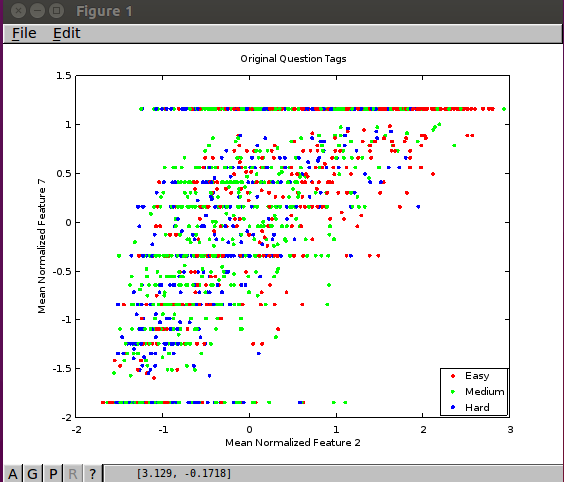 Figure 1
File Edit
Original Question Tags
1.5
1
0.5
0
-0.5
-1
-1.5
-2
Mean Normalized Feature 7
-2 -1 0 1 2 3
Mean Normalized Feature 2
Easy
Medium
Hard
A G P R ? [3.129, -0.1718]